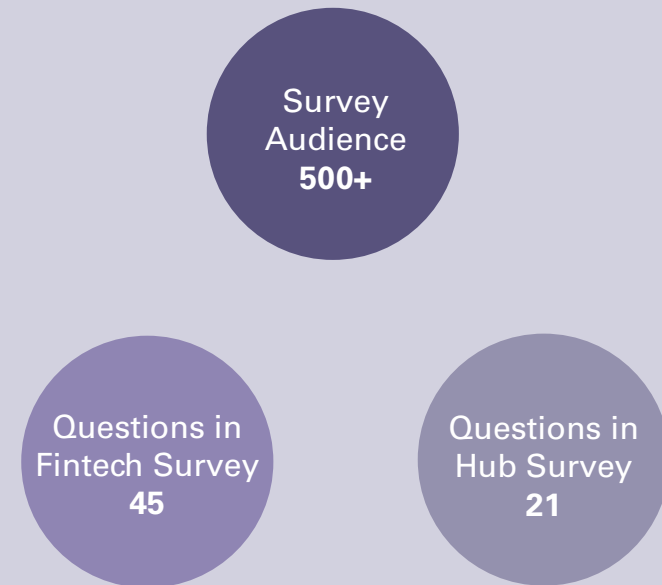 Survey
Audience
500+
Questions in
Fintech Survey
45
Questions in
Hub Survey
21